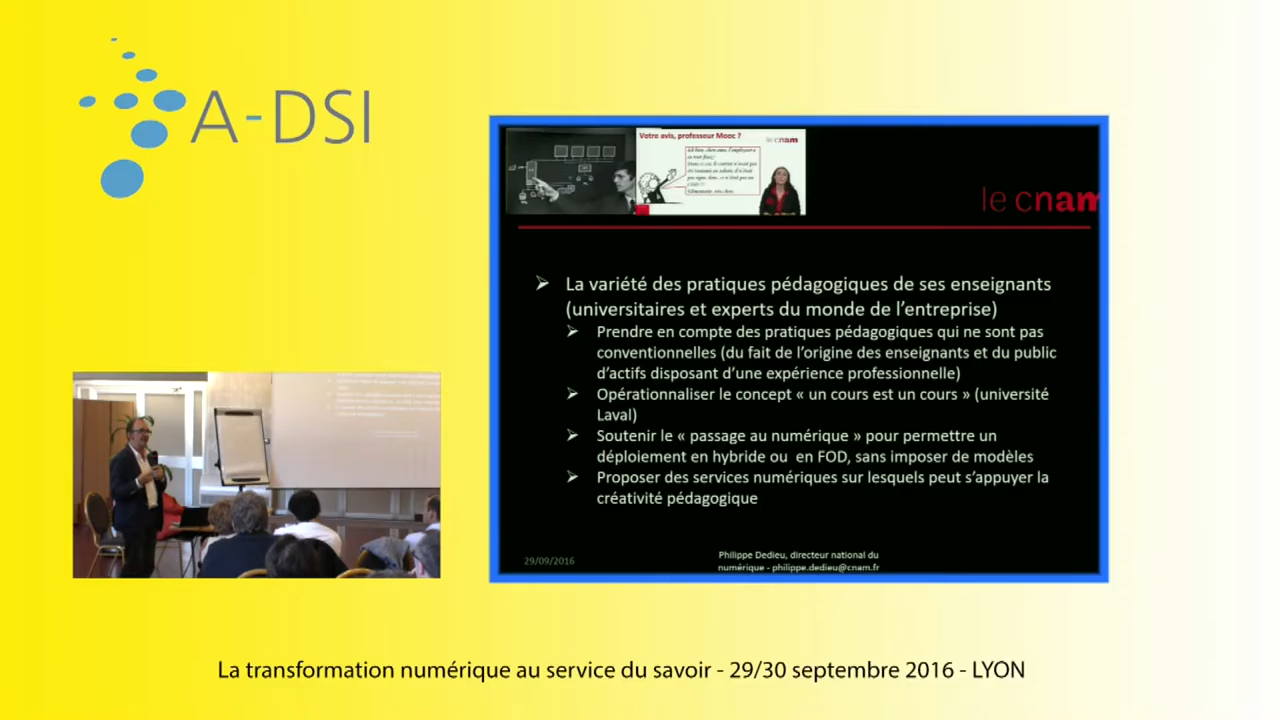 A-DSI
Votre avis, professeur Mooc ?
le cnam
le cnam
➢ La variété des pratiques pédagogiques de ses enseignants
(universitaires et experts du monde de l’entreprise)
➢ Prendre en compte des pratiques pédagogiques qui ne sont pas
conventionnelles (du fait de l’origine des enseignants et du public
d’actifs disposant d’une expérience professionnelle)
➢ Opérationnaliser le concept « un cours est un cours » (université
Laval)
➢ Soutenir le « passage au numérique » pour permettre un
déploiement en hybride ou en FOD, sans imposer de modèles
➢ Proposer des services numériques sur lesquels peut s’appuyer la
créativité pédagogique
29/09/2016
Philippe Dedieu, directeur national du
numérique - philippe.dedieu@cnam.fr
La transformation numérique au service du savoir - 29/30 septembre 2016 - LYON